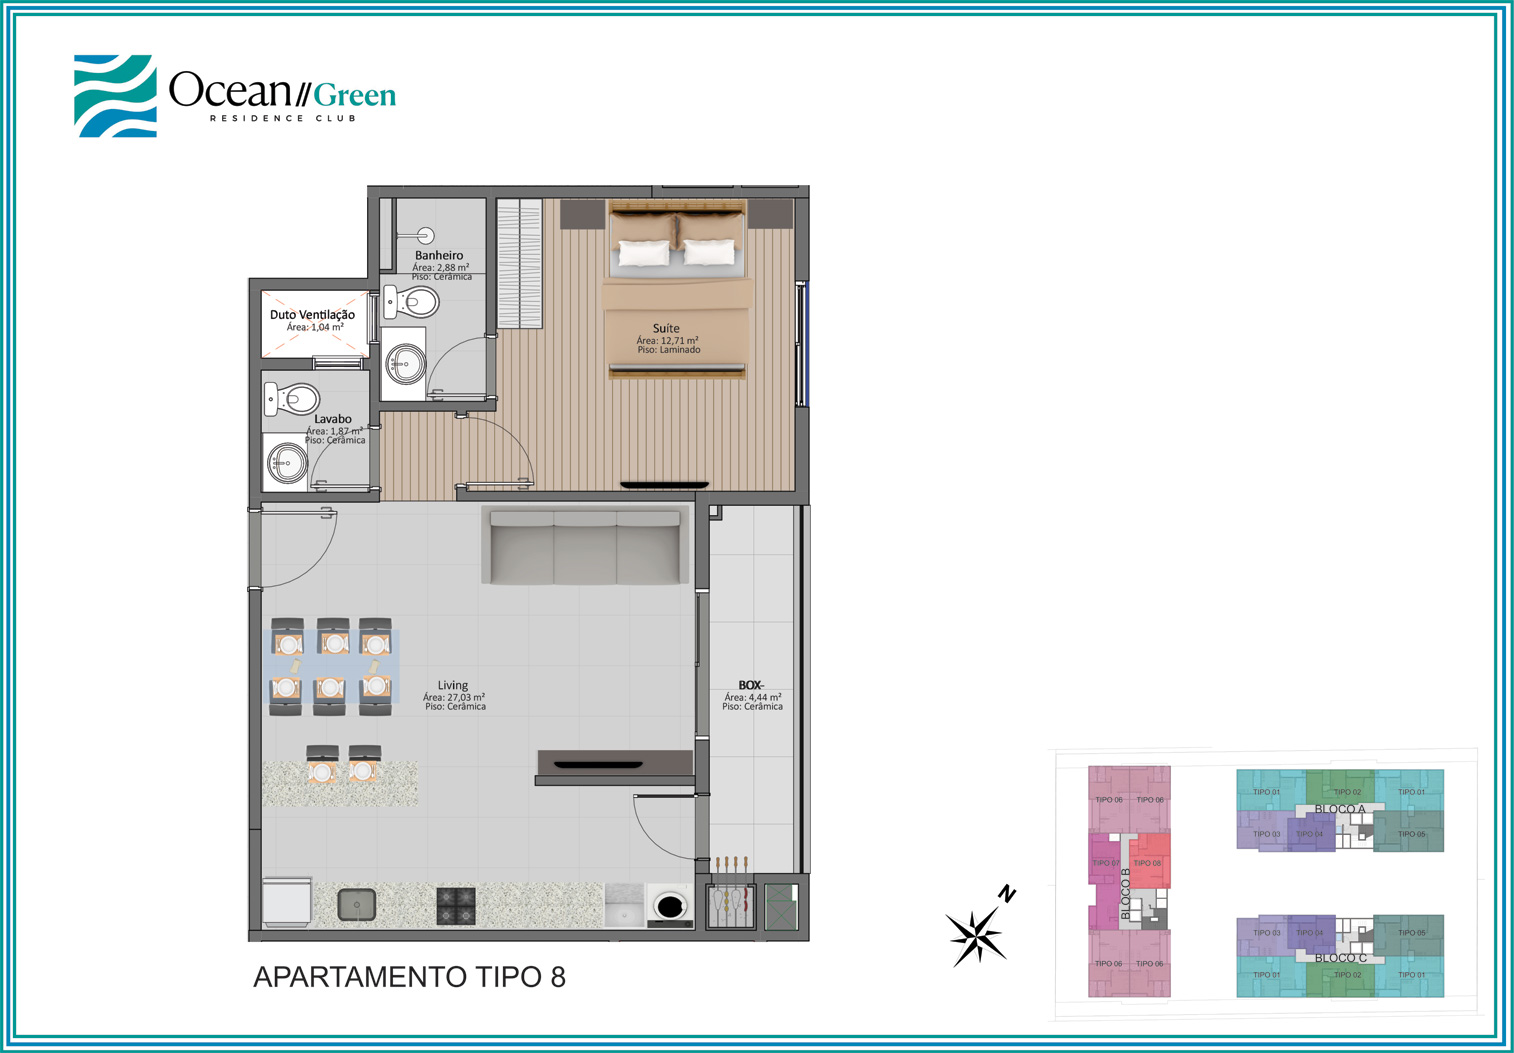 Ocean//Green
RESIDENCE CLUB
Banheiro
Área: 2,88 m²
Piso: Cerâmica
Duto Ventilação
Área: 1,04 m²
Suíte
Área: 12,71 m²
Piso: Laminado
Lavabo
Área: 1,87 m²
Piso: Cerâmica
Living
Área: 27,03 m²
Piso: Cerâmica
BOX
Área: 4,44 m²
Piso: Cerâmica
APARTAMENTO TIPO 8
N
TIPO 06
TIPO 06
TIPO 07
TIPO 08
BLOCO B
TIPO 06
TIPO 06
TIPO 01
TIPO 02
TIPO 01
BLOCO A
TIPO 03
TIPO 04
TIPO 05
TIPO 03
TIPO 04
TIPO 05
BLOCO C
TIPO 01
TIPO 02
TIPO 01